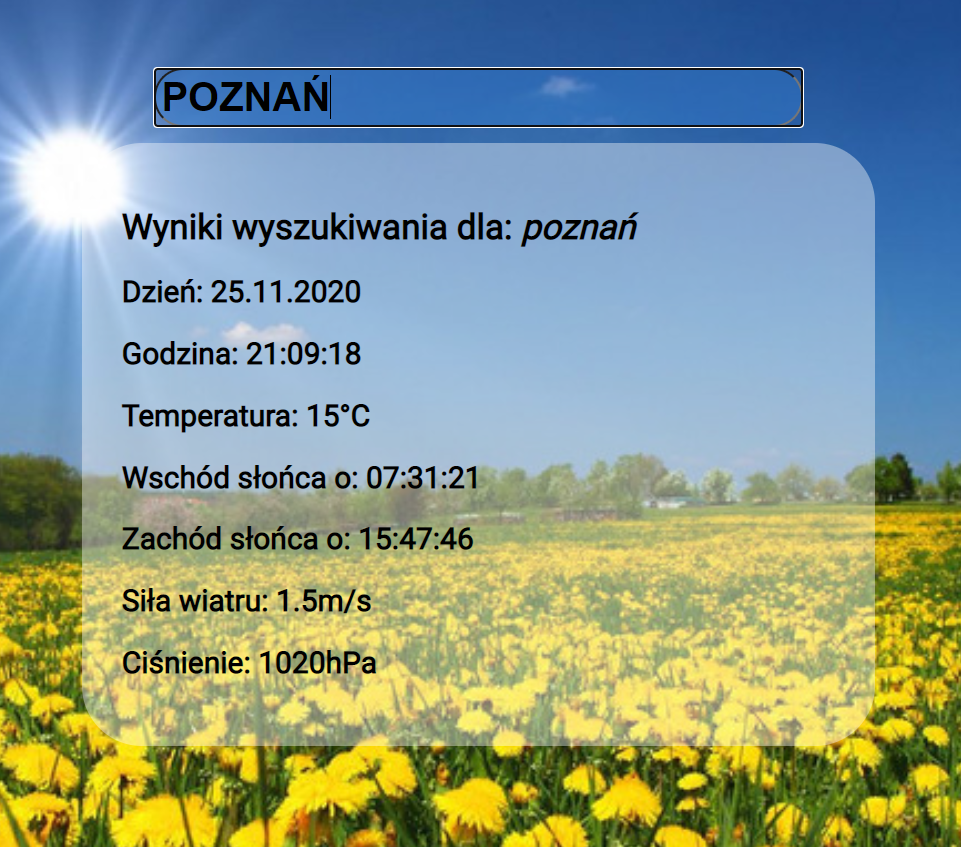 POZNAŃ
Wyniki wyszukiwania dla: poznań
Dzień: 25.11.2020
Godzina: 21:09:18
Temperatura: 15°C
Wschód słońca o: 07:31:21
Zachód słońca o: 15:47:46
Siła wiatru: 1.5m/s
Ciśnienie: 1020hPa